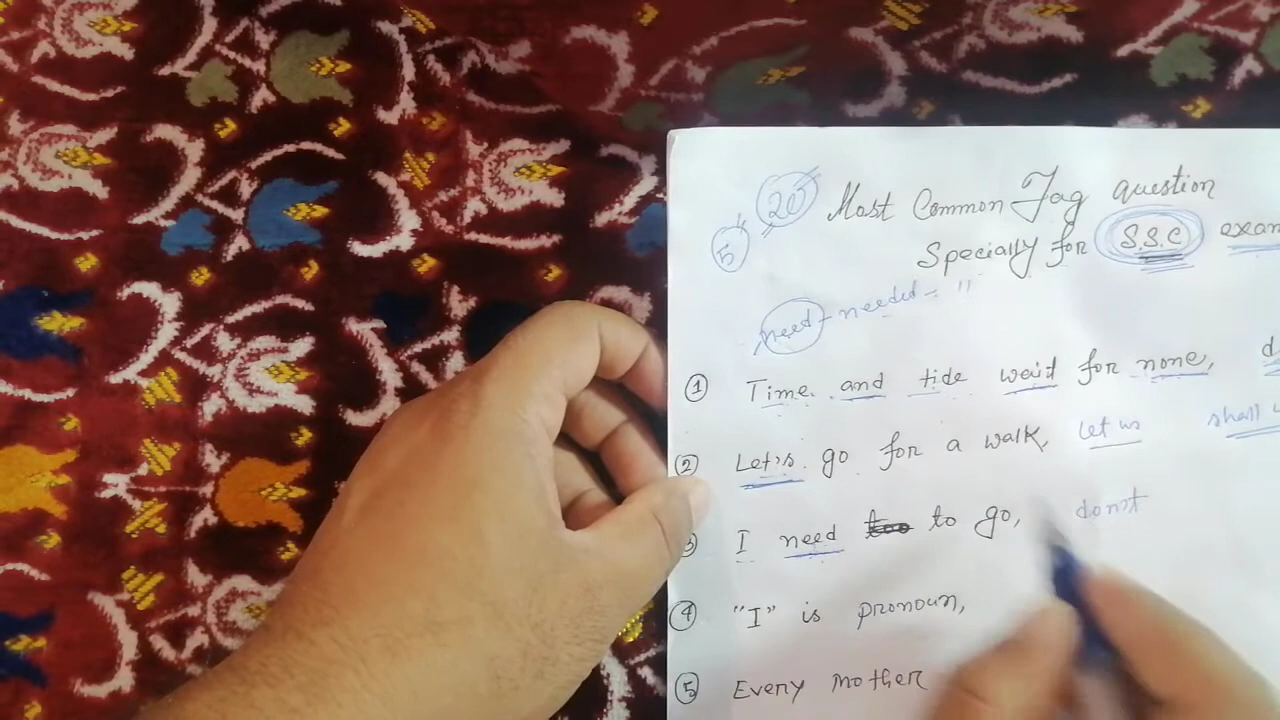 20 Most Common Tag question
5" Specially for S.S.C exam
need - needed - "
① Time and tide wait for none, d
② Let's go for a walk, Let us shall w
③ I need to go, don't
④ "I" is pronoun,
⑤ Every mother